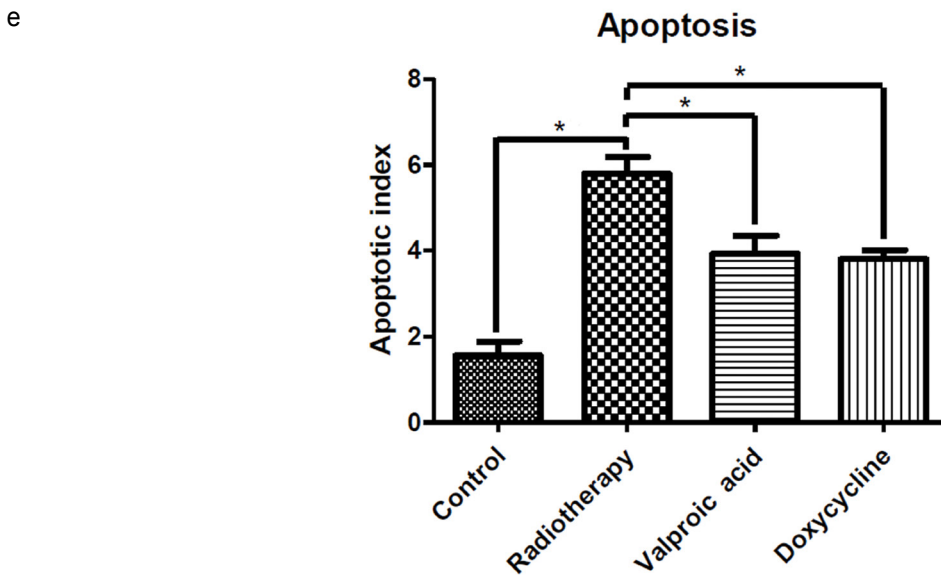 e
Apoptosis
Apoptotic index
8
6
4
2
0
*
*
*
Control
Radiotherapy
Valproic acid
Doxycycline